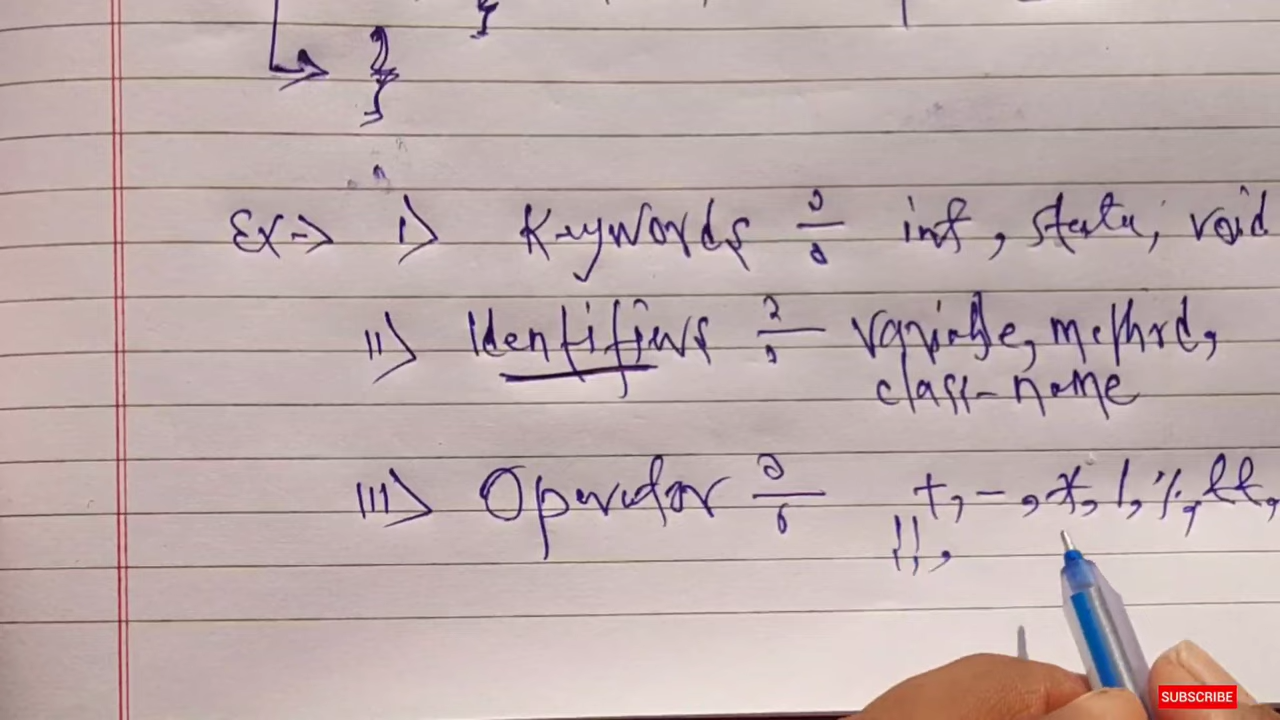 }
}
Ex → i) Keywords :- int, static, void
ii) Identifiers :- variable, method,
class-name
iii) Operator :- +, -, *, /, %, &&,
||,
SUBSCRIBE